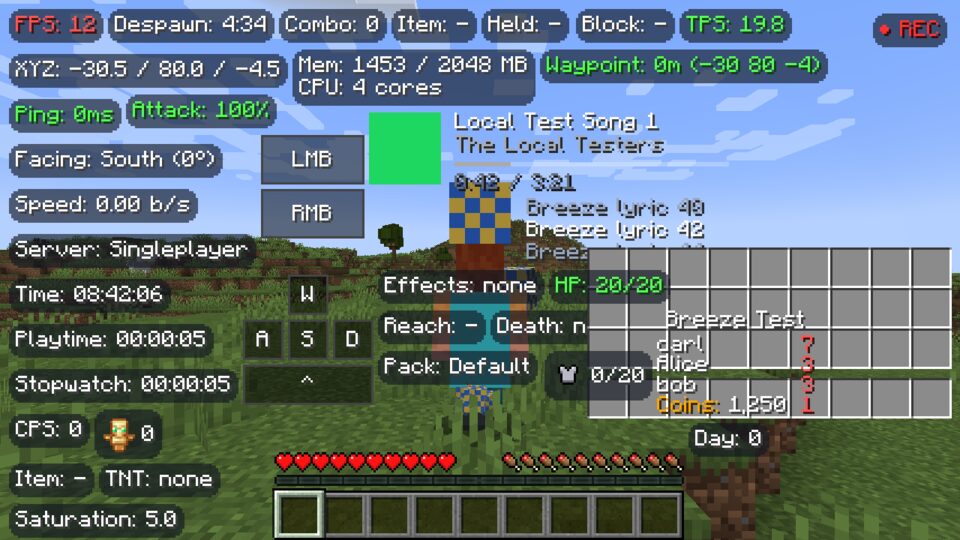 FPS: 12 Despawn: 4:34 Combo: 0 Item: - Held: - Block: - TPS: 19.8 REC
XYZ: -30.5 / 80.0 / -4.5 Mem: 1453 / 2048 MB Waypoint: 0m (-30 80 -4)
CPU: 4 cores
Ping: 0ms Attack: 100%
Local Test Song 1
The Local Testers
Facing: South (0°) LMB
0:42 / 3:21
Speed: 0.00 b/s RMB
Breeze lyric 40
Breeze lyric 42
Server: Singleplayer Breeze
Effects: none HP: 20/20
Time: 08:42:06 W
Breeze Test
Reach: - Death: n
Playtime: 00:00:05 A S D
darl 7
Pack: Default 0/20
Alice 3
Stopwatch: 00:00:05 ^
bob 3
Coins: 1,250 1
CPS: 0 0
Day: 0
Item: - TNT: none
Saturation: 5.0